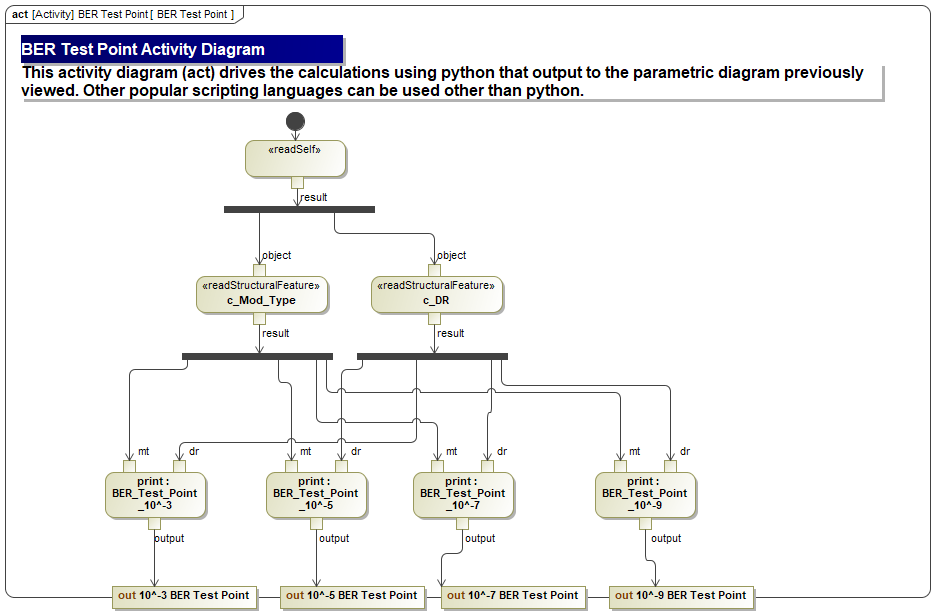 act [Activity] BER Test Point [ BER Test Point ]
BER Test Point Activity Diagram
This activity diagram (act) drives the calculations using python that output to the parametric diagram previously
viewed. Other popular scripting languages can be used other than python.
«readSelf»
result
object
object
«readStructuralFeature»
c_Mod_Type
«readStructuralFeature»
c_DR
result
result
mt
dr
mt
dr
mt
dr
mt
dr
print :
BER_Test_Point
_10^-3
print :
BER_Test_Point
_10^-5
print :
BER_Test_Point
_10^-7
print :
BER_Test_Point
_10^-9
output
output
output
output
out 10^-3 BER Test Point
out 10^-5 BER Test Point
out 10^-7 BER Test Point
out 10^-9 BER Test Point